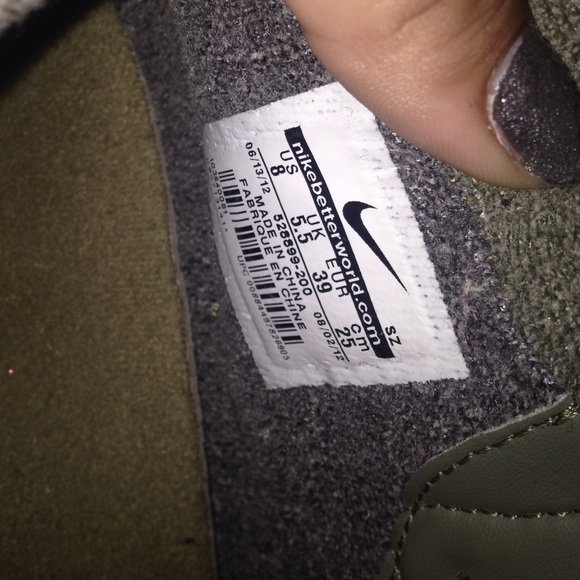 nikebetterworld.com SZ
US UK EUR cm
8 5.5 39 25
06/13/12 528899-200 08/02/12
MADE IN CHINA
FABRIQUE EN CHINE